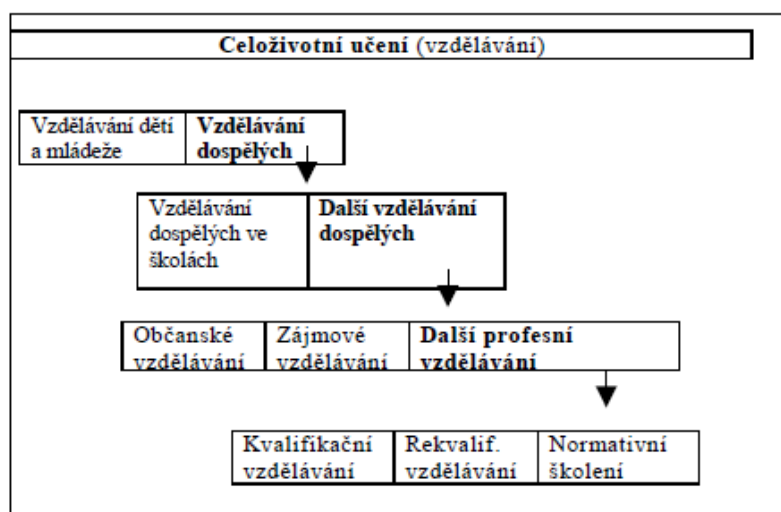 Celoživotní učení (vzdělávání)
Vzdělávání dětí
a mládeže
Vzdělávání
dospělých
Vzdělávání
dospělých ve
školách
Další vzdělávání
dospělých
Občanské
vzdělávání
Zájmové
vzdělávání
Další profesní
vzdělávání
Kvalifikační
vzdělávání
Rekvalif.
vzdělávání
Normativní
školení